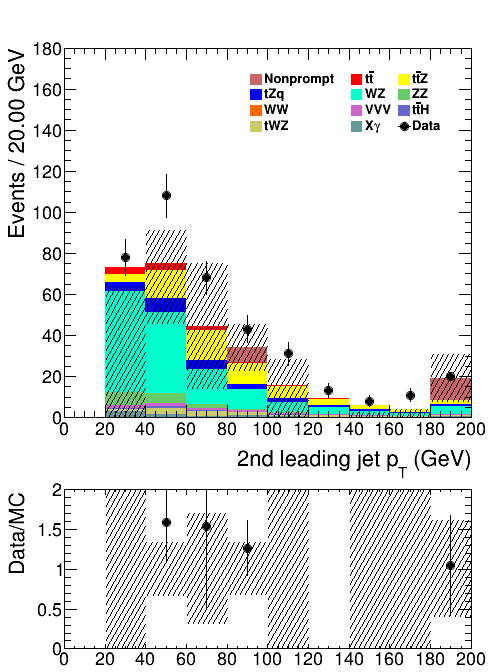 Events / 20.00 GeV
180
160
140
120
100
80
60
40
20
0
Nonprompt tt̄ tt̄Z
tZq WZ ZZ
WW VVV tt̄H
tWZ Xγ Data
0 20 40 60 80 100 120 140 160 180 200
2nd leading jet p_T (GeV)
Data/MC
2
1.5
1
0.5
0
0 20 40 60 80 100 120 140 160 180 200